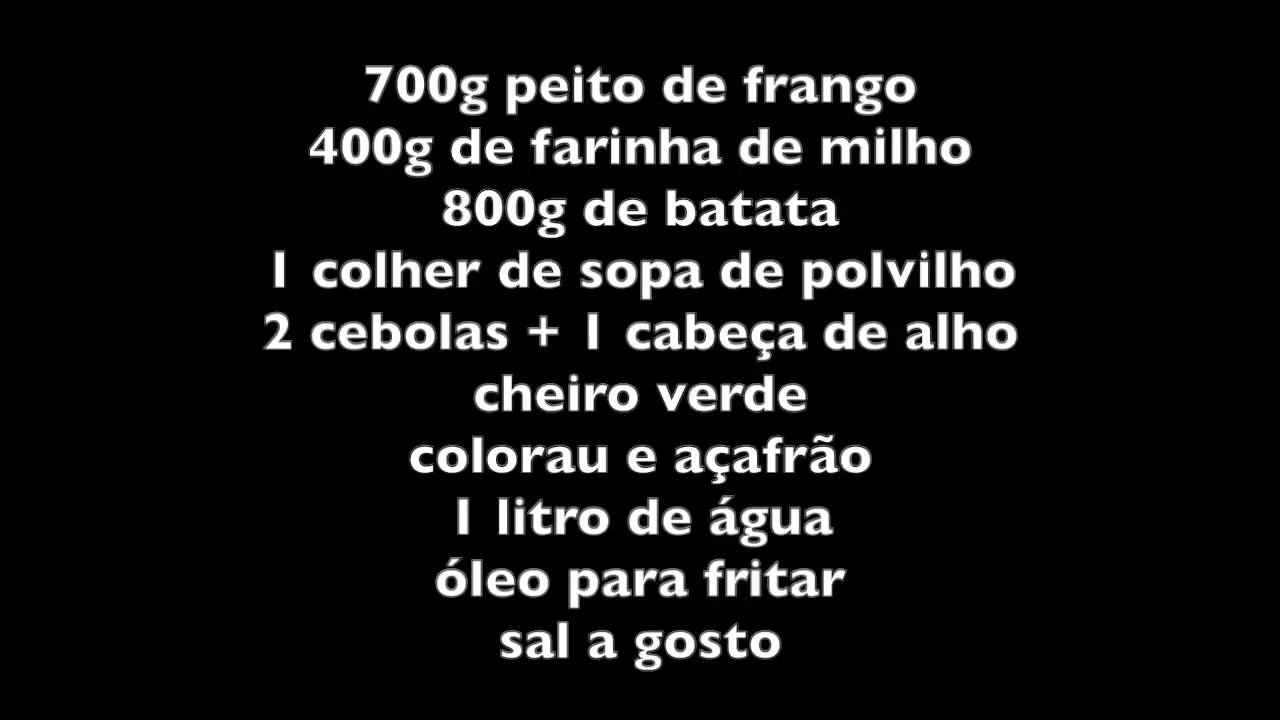 700g peito de frango
400g de farinha de milho
800g de batata
1 colher de sopa de polvilho
2 cebolas + 1 cabeça de alho
cheiro verde
colorau e açafrão
1 litro de água
óleo para fritar
sal a gosto